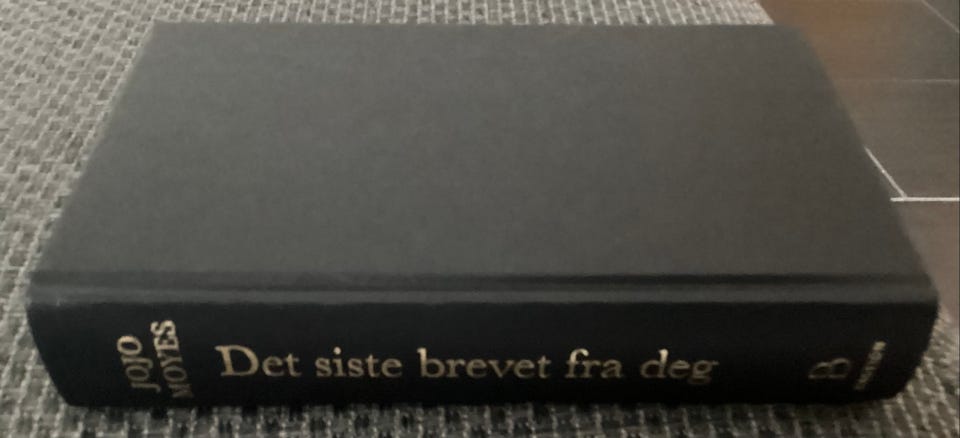 JOJO
MOYES
Det siste brevet fra deg
B